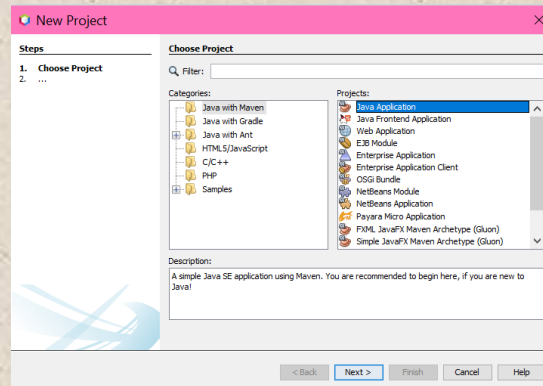 New Project
Steps
1. Choose Project
2. ...
Choose Project
Filter:
Categories:
Java with Maven
Java with Gradle
Java with Ant
HTML5/JavaScript
C/C++
PHP
Samples
Projects:
Java Application
Java Frontend Application
Web Application
EJB Module
Enterprise Application
Enterprise Application Client
OSGi Bundle
NetBeans Module
NetBeans Application
Payara Micro Application
FXML JavaFX Maven Archetype (Gluon)
Simple JavaFX Maven Archetype (Gluon)
Description:
A simple Java SE application using Maven. You are recommended to begin here, if you are new to
Java!
< Back Next > Finish Cancel Help